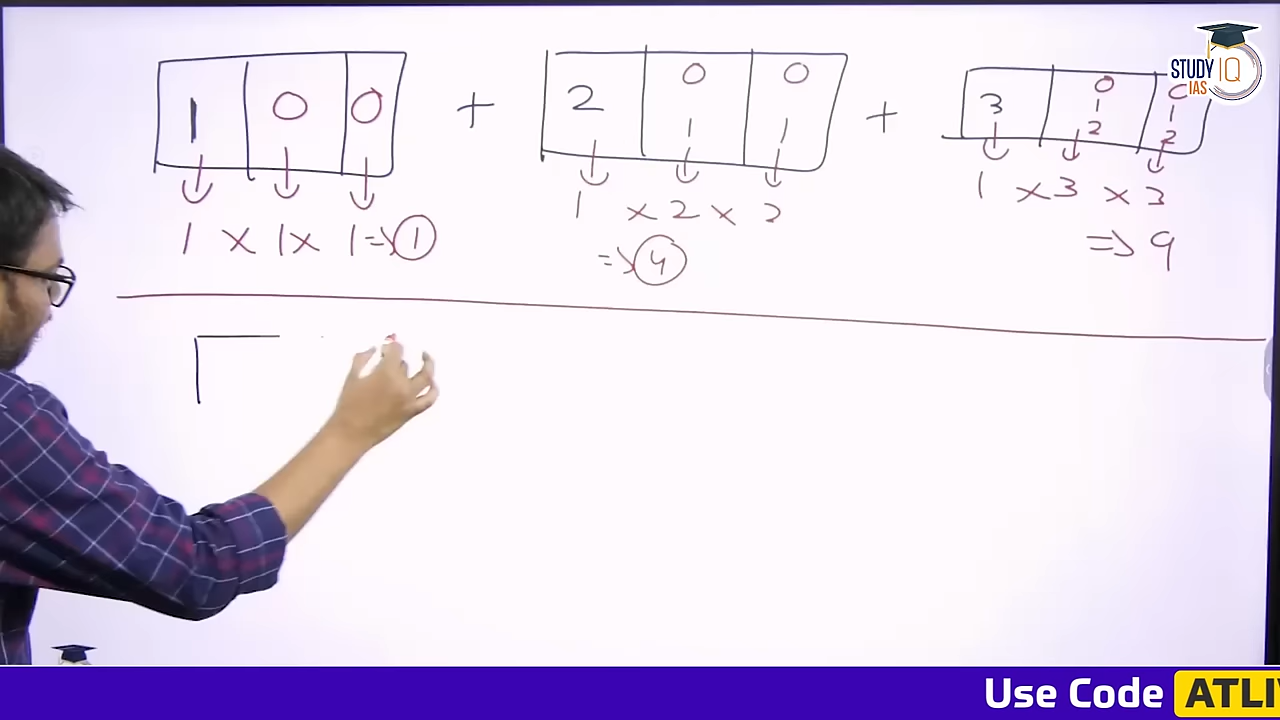 1 0 0 + 2 0 1 0 1 + 3 0 1 2 0 1 2
1 x 1 x 1 => 1
1 x 2 x 2
=> 4
1 x 3 x 3
=> 9
STUDY IQ
IAS
Use Code ATLI